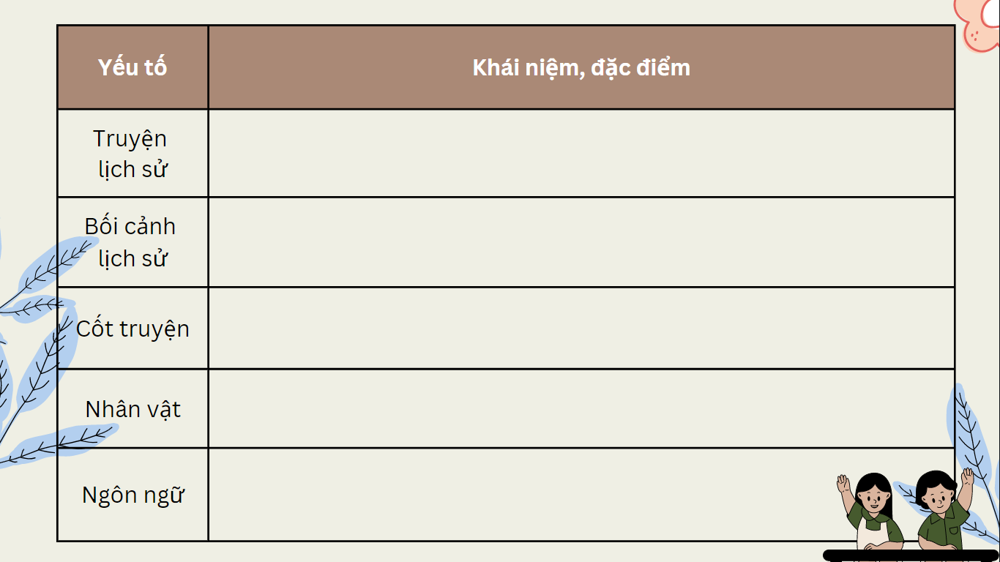 Yếu tố
Khái niệm, đặc điểm
Truyện
lịch sử
Bối cảnh
lịch sử
Cốt truyện
Nhân vật
Ngôn ngữ